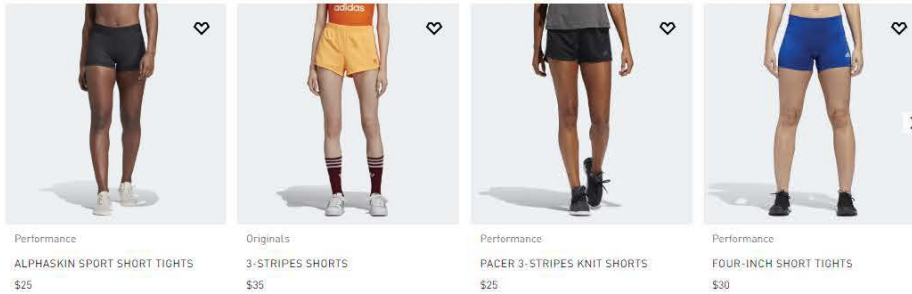 adidas
Performance
ALPHASKIN SPORT SHORT TIGHTS
$25
Originals
3-STRIPES SHORTS
$35
Performance
PACER 3-STRIPES KNIT SHORTS
$25
Performance
FOUR-INCH SHORT TIGHTS
$30